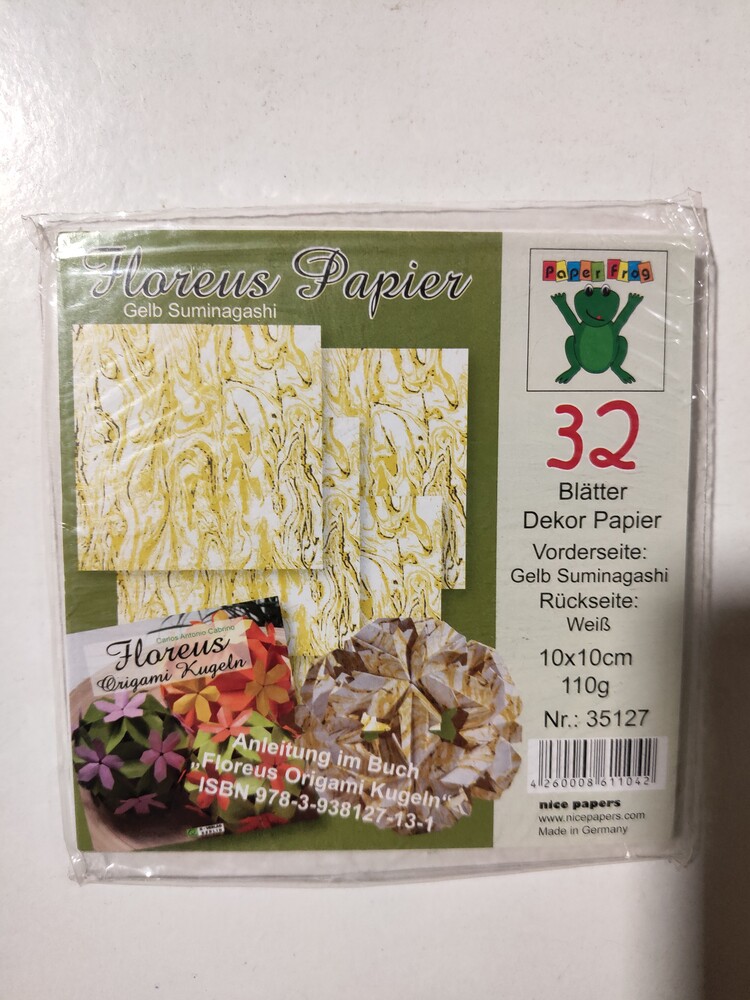 Floreus Papier
Gelb Suminagashi
Paper Frog
32
Blätter
Dekor Papier
Vorderseite:
Gelb Suminagashi
Rückseite:
Weiß
10x10cm
110g
Nr.: 35127
4 260008 611042
nice papers
www.nicepapers.com
Made in Germany
Carlos Antonio Cabrino
Floreus
Origami Kugeln
Anleitung im Buch
„Floreus Origami Kugeln“
ISBN 978-3-938127-13-1